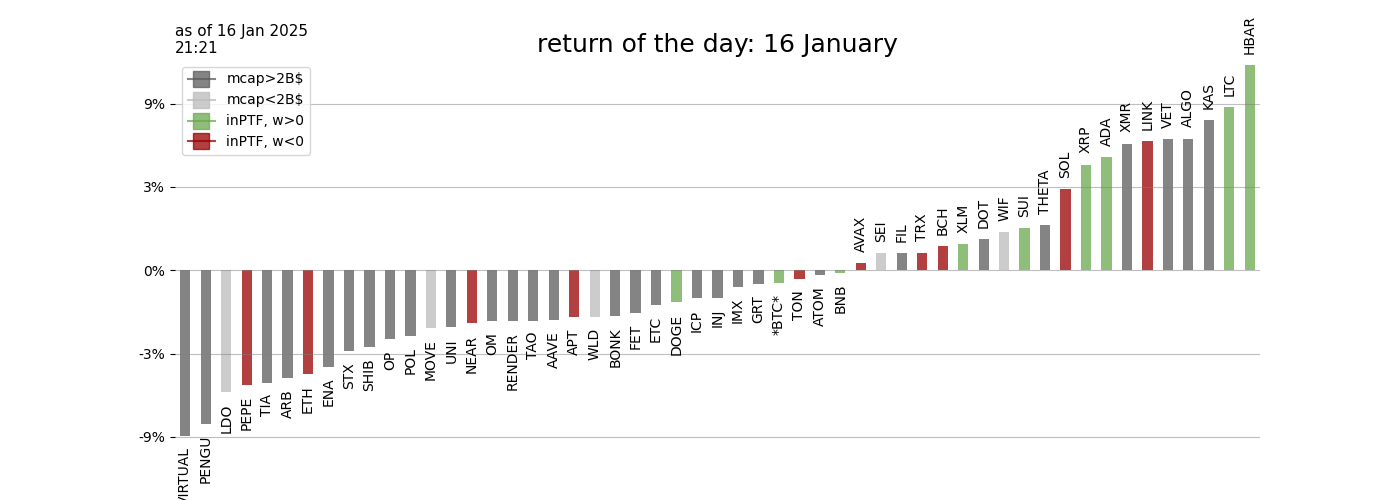 as of 16 Jan 2025
21:21
return of the day: 16 January
mcap>2B$
mcap<2B$
inPTF, w>0
inPTF, w<0
9%
3%
0%
-3%
-9%
VIRTUAL
PENGU
LDO
PEPE
TIA
ARB
ETH
ENA
STX
SHIB
OP
POL
MOVE
UNI
NEAR
OM
RENDER
TAO
AAVE
APT
WLD
BONK
FET
ETC
DOGE
ICP
INJ
IMX
GRT
*BTC*
TON
ATOM
BNB
AVAX
SEI
FIL
TRX
BCH
XLM
DOT
WIF
SUI
THETA
SOL
XRP
ADA
XMR
LINK
VET
ALGO
KAS
LTC
HBAR